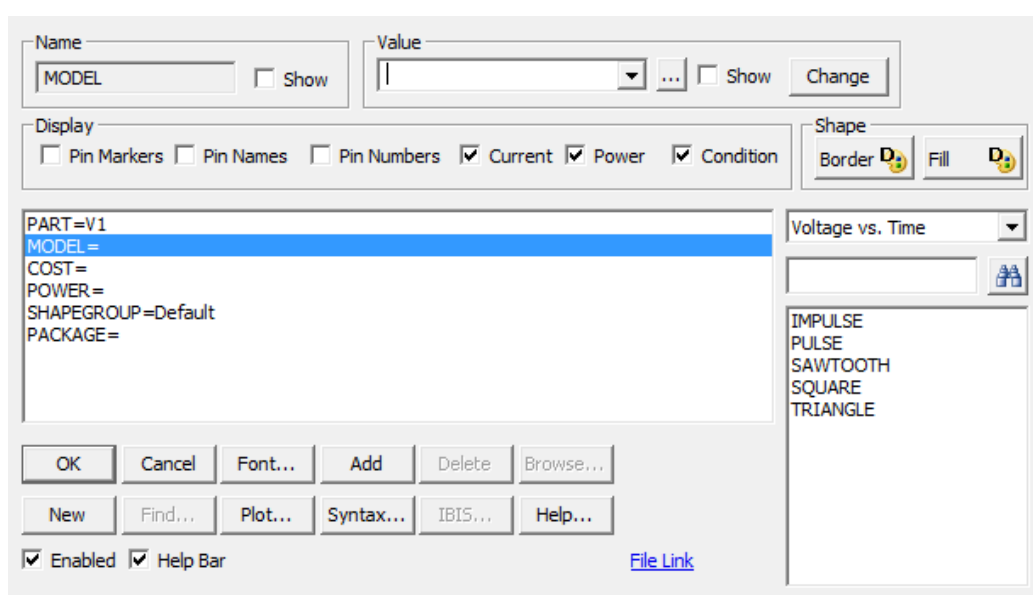 Name
Value
MODEL
Show
... Show
Change
Display
Shape
Pin Markers Pin Names Pin Numbers Current Power Condition
Border D
Fill D
PART=V1
MODEL=
COST=
POWER=
SHAPEGROUP=Default
PACKAGE=
Voltage vs. Time
IMPULSE
PULSE
SAWTOOTH
SQUARE
TRIANGLE
OK Cancel Font... Add Delete Browse...
New Find... Plot... Syntax... IBIS... Help...
Enabled Help Bar File Link